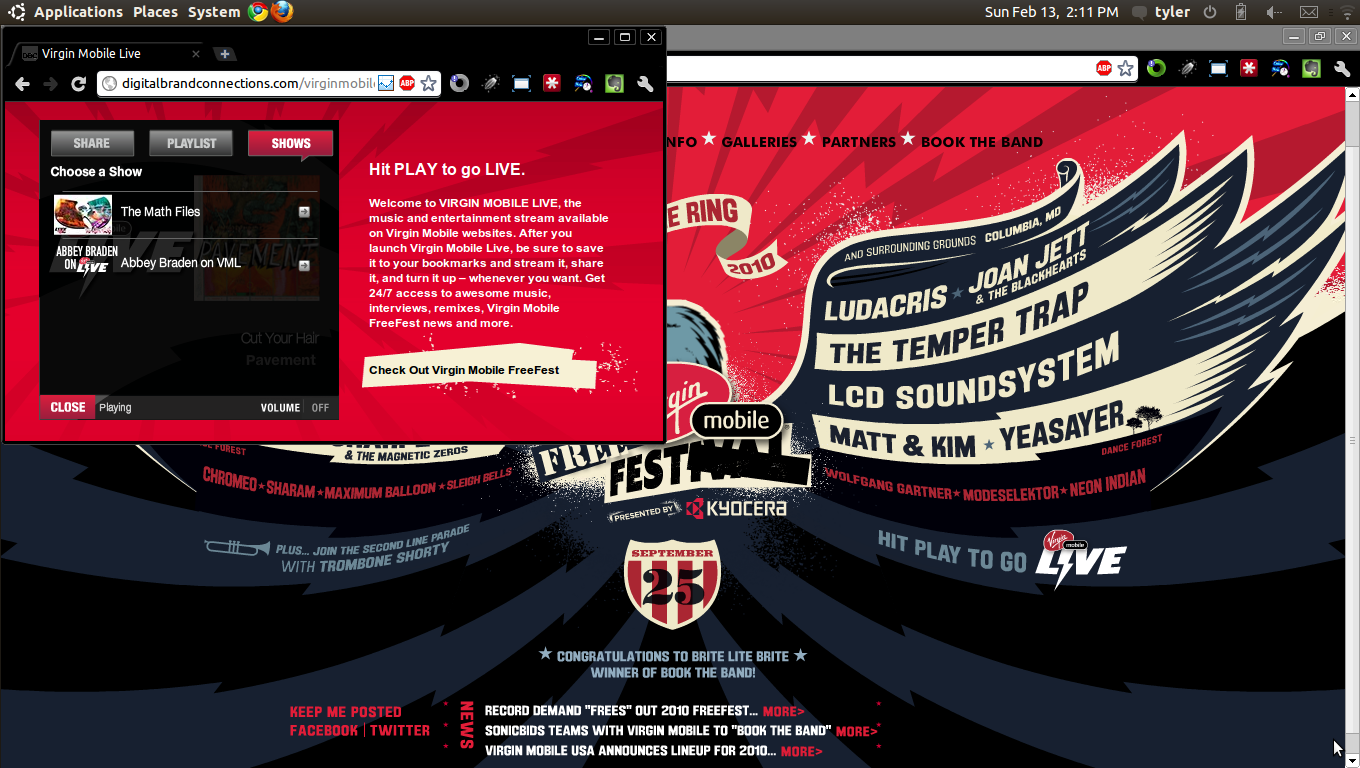 Applications Places System
Sun Feb 13, 2:11 PM tyler
Virgin Mobile Live
digitalbrandconnections.com/virginmobil
ABP
ABP
SHARE PLAYLIST SHOWS
Choose a Show
The Math Files
ABBEY BRADEN
ON LIVE
Abbey Braden on VML
PAVEMENT
Cut Your Hair
Pavement
CLOSE Playing VOLUME OFF
Hit PLAY to go LIVE.
Welcome to VIRGIN MOBILE LIVE, the
music and entertainment stream available
on Virgin Mobile websites. After you
launch Virgin Mobile Live, be sure to save
it to your bookmarks and stream it, share
it, and turn it up – whenever you want. Get
24/7 access to awesome music,
interviews, remixes, Virgin Mobile
FreeFest news and more.
Check Out Virgin Mobile FreeFest
NFO ★ GALLERIES ★ PARTNERS ★ BOOK THE BAND
E RING
2010
AND SURROUNDING GROUNDS COLUMBIA, MD
LUDACRIS ★ JOAN JETT
& THE BLACKHEARTS
THE TEMPER TRAP
LCD SOUNDSYSTEM
MATT & KIM ★ YEASAYER
DANCE FOREST
WOLFGANG GARTNER ★ MODESELEKTOR ★ NEON INDIAN
& THE MAGNETIC ZEROS
FOREST
CHROMEO ★ SHARAM ★ MAXIMUM BALLOON ★ SLEIGH BELLS
gin
mobile
FREE
FESTIVAL
PRESENTED BY KYOCERA
PLUS... JOIN THE SECOND LINE PARADE
WITH TROMBONE SHORTY
SEPTEMBER
25
HIT PLAY TO GO Virgin mobile LIVE
★ CONGRATULATIONS TO BRITE LITE BRITE ★
WINNER OF BOOK THE BAND!
KEEP ME POSTED
FACEBOOK | TWITTER
NEWS
RECORD DEMAND "FREES" OUT 2010 FREEFEST... MORE>
SONICBIDS TEAMS WITH VIRGIN MOBILE TO "BOOK THE BAND" MORE>
VIRGIN MOBILE USA ANNOUNCES LINEUP FOR 2010... MORE>